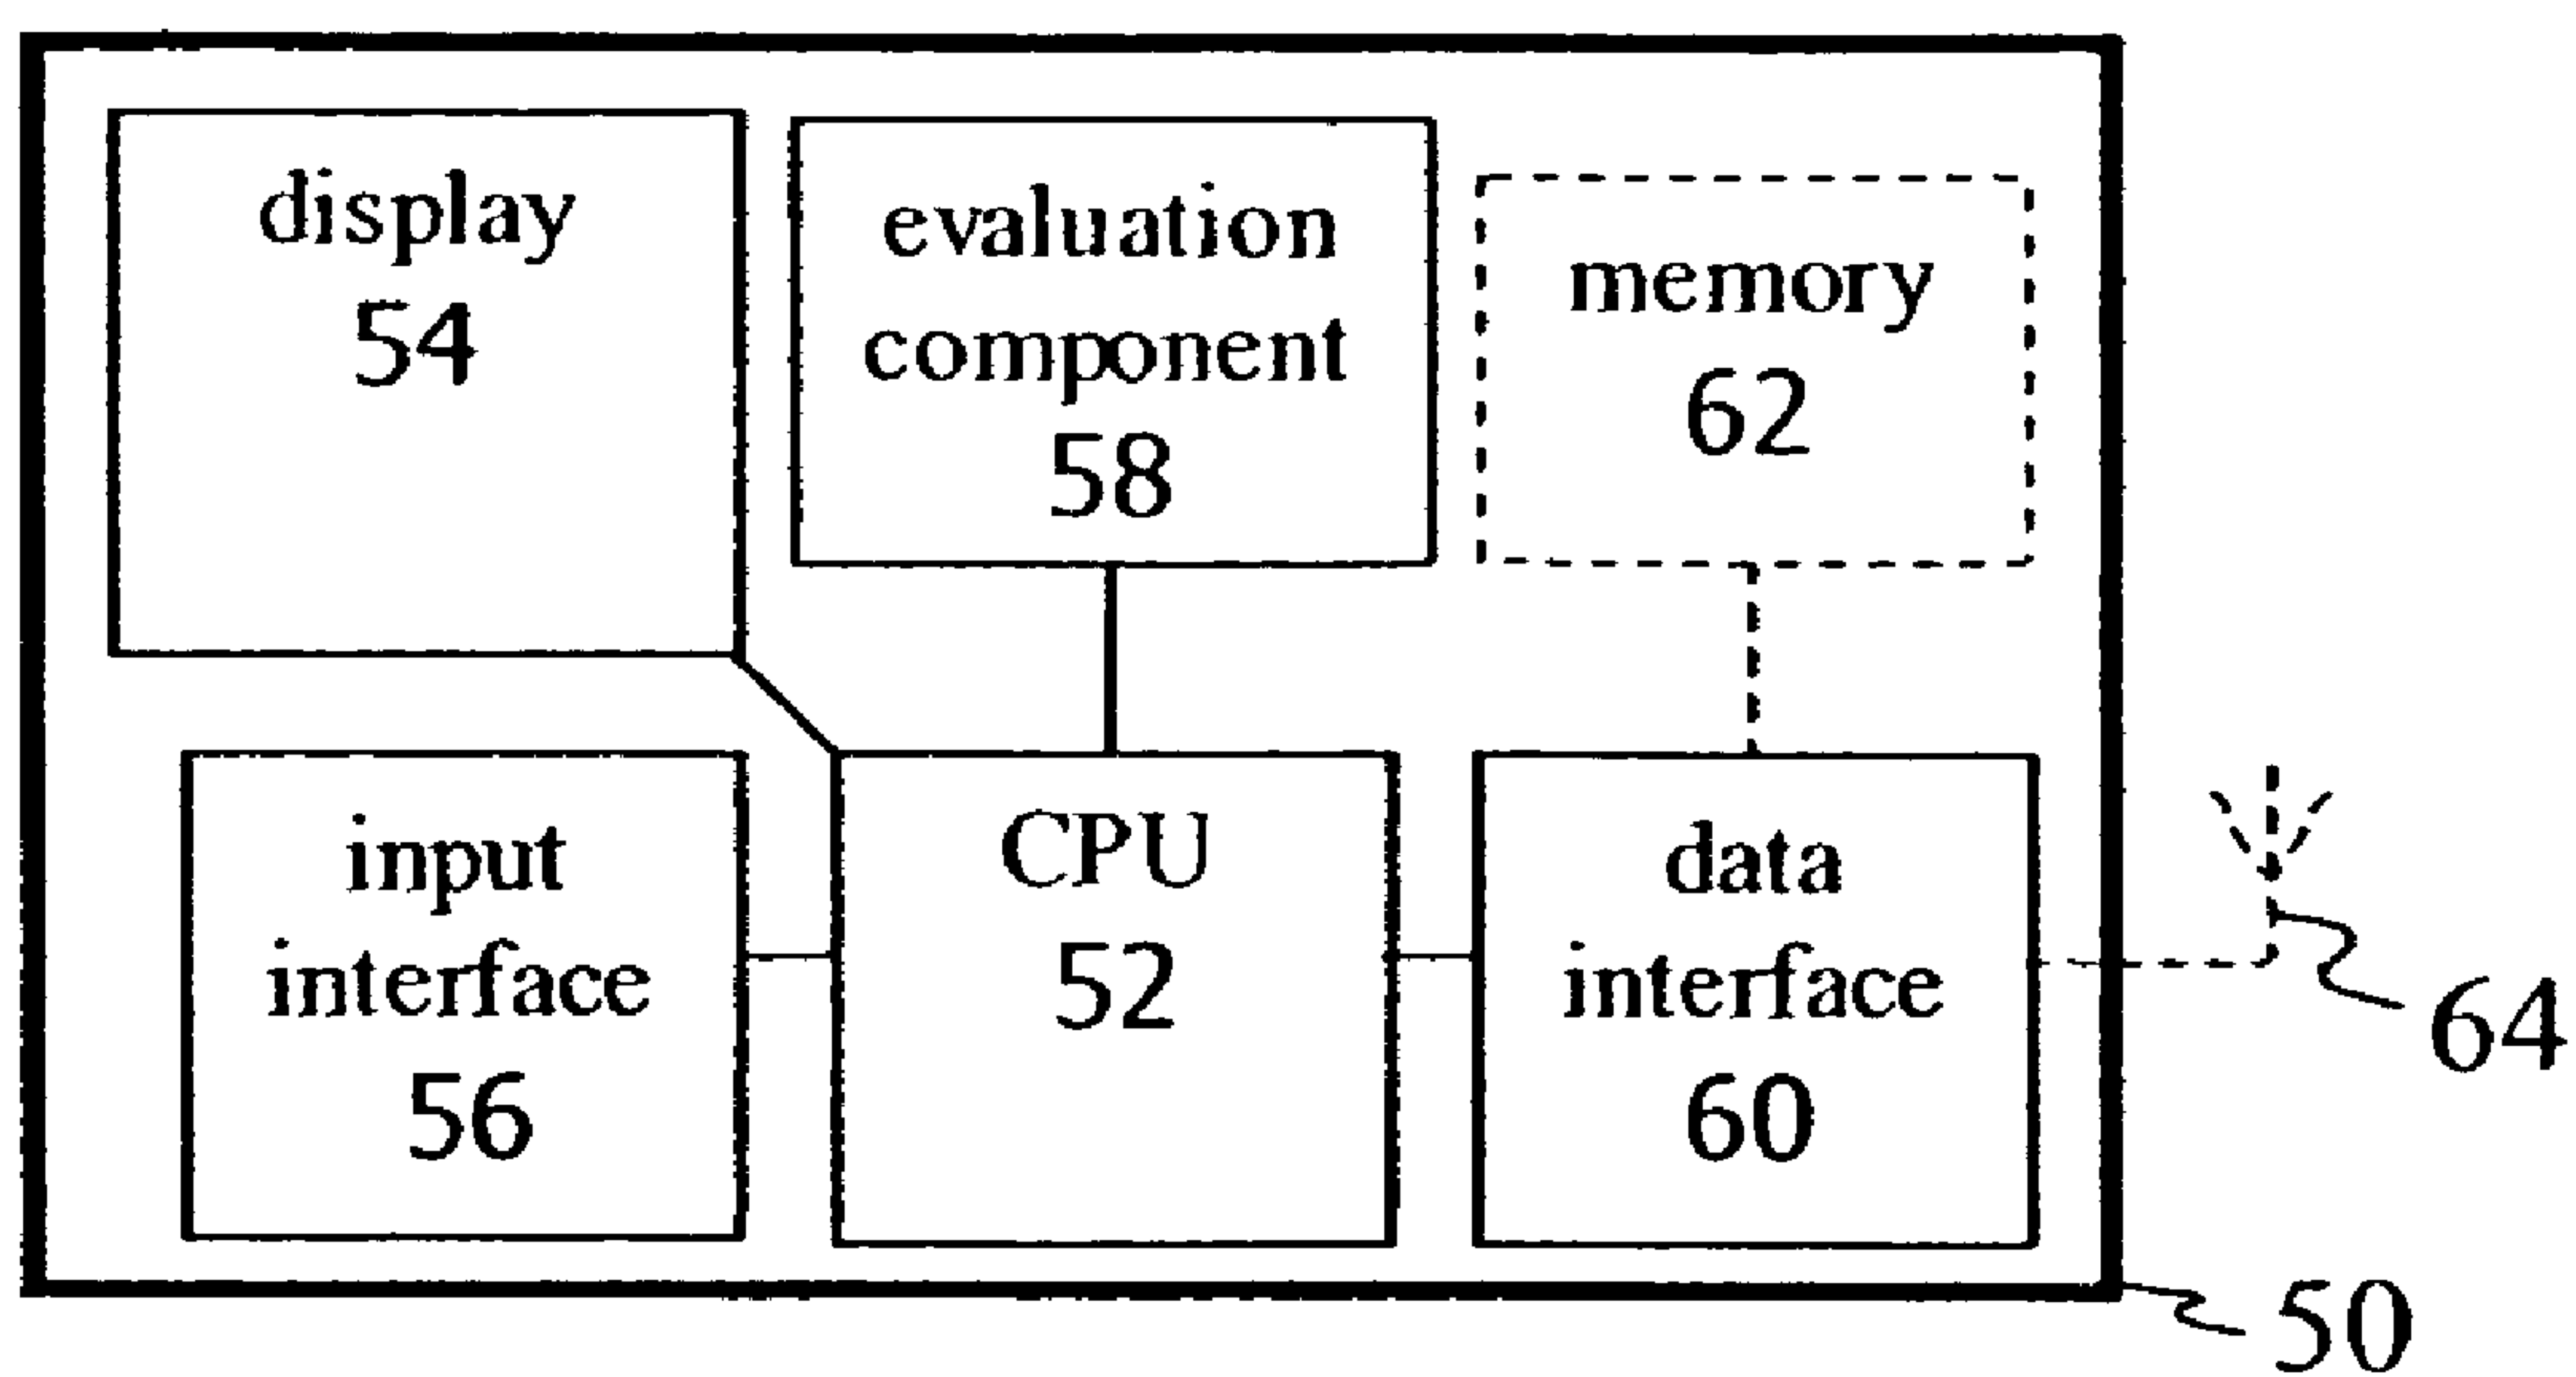 display
54
evaluation
component
58
memory
62
input
interface
56
CPU
52
data
interface
60
64
50